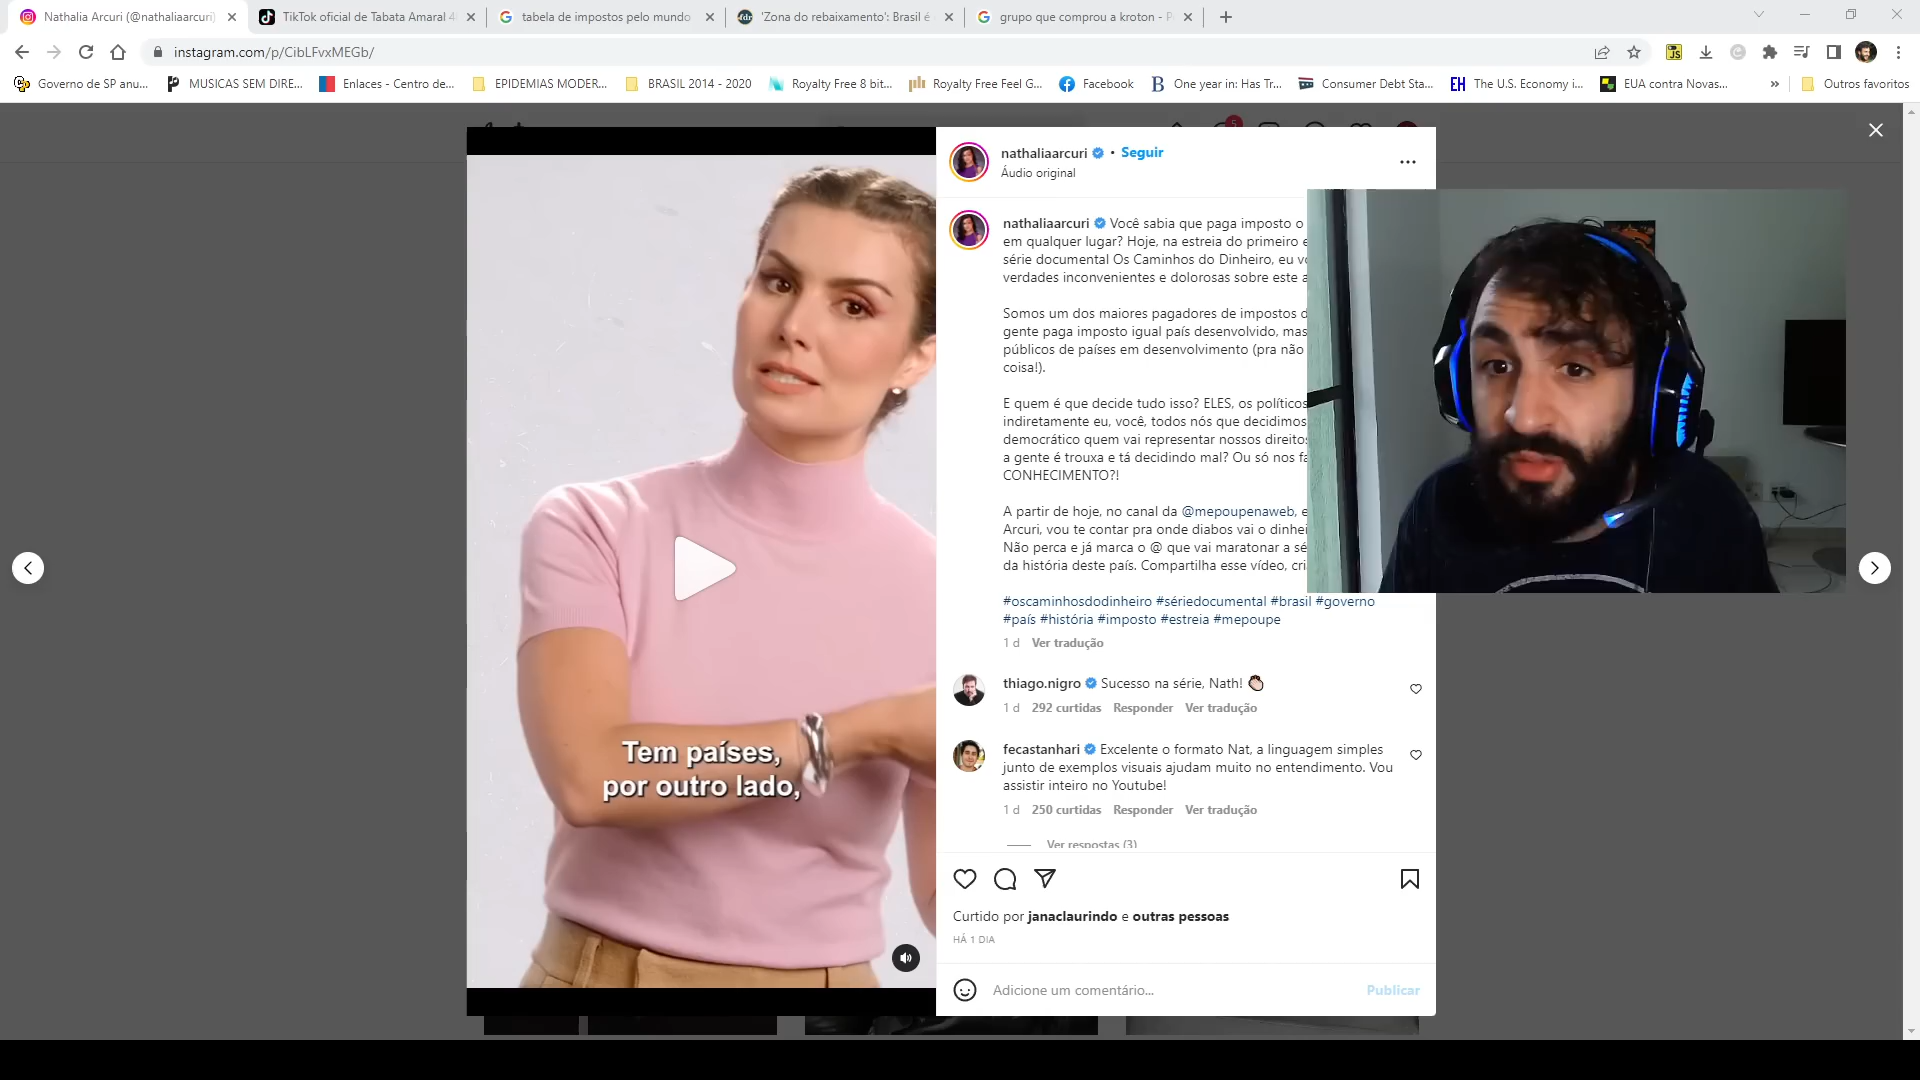 Nathalia Arcuri (@nathaliaarcuri)
TikTok oficial de Tabata Amaral 4
tabela de impostos pelo mundo
'Zona do rebaixamento': Brasil é
grupo que comprou a kroton - P
instagram.com/p/CibLFvxMEGb/
Governo de SP anu...
MUSICAS SEM DIRE...
Enlaces - Centro de...
EPIDEMIAS MODER...
BRASIL 2014 - 2020
Royalty Free 8 bit...
Royalty Free Feel G...
Facebook
One year in: Has Tr...
Consumer Debt Sta...
The U.S. Economy i...
EUA contra Novas...
Outros favoritos
5
nathaliaarcuri • Seguir
Áudio original
nathaliaarcuri Você sabia que paga imposto o
em qualquer lugar? Hoje, na estreia do primeiro e
série documental Os Caminhos do Dinheiro, eu vo
verdades inconvenientes e dolorosas sobre este a
Somos um dos maiores pagadores de impostos d
gente paga imposto igual país desenvolvido, mas
públicos de países em desenvolvimento (pra não
coisa!).
E quem é que decide tudo isso? ELES, os políticos
indiretamente eu, você, todos nós que decidimos
democrático quem vai representar nossos direitos
a gente é trouxa e tá decidindo mal? Ou só nos fa
CONHECIMENTO?!
A partir de hoje, no canal da @mepoupenaweb, e
Arcuri, vou te contar pra onde diabos vai o dinhei
Não perca e já marca o @ que vai maratonar a sé
da história deste país. Compartilha esse vídeo, cri
#oscaminhosdodinheiro #sériedocumental #brasil #governo
#país #história #imposto #estreia #mepoupe
1 d Ver tradução
thiago.nigro Sucesso na série, Nath! 👏🏻
1 d 292 curtidas Responder Ver tradução
fecastanhari Excelente o formato Nat, a linguagem simples
junto de exemplos visuais ajudam muito no entendimento. Vou
assistir inteiro no Youtube!
1 d 250 curtidas Responder Ver tradução
Ver respostas (3)
Tem países,
por outro lado,
Curtido por janaclaurindo e outras pessoas
HÁ 1 DIA
Adicione um comentário...
Publicar